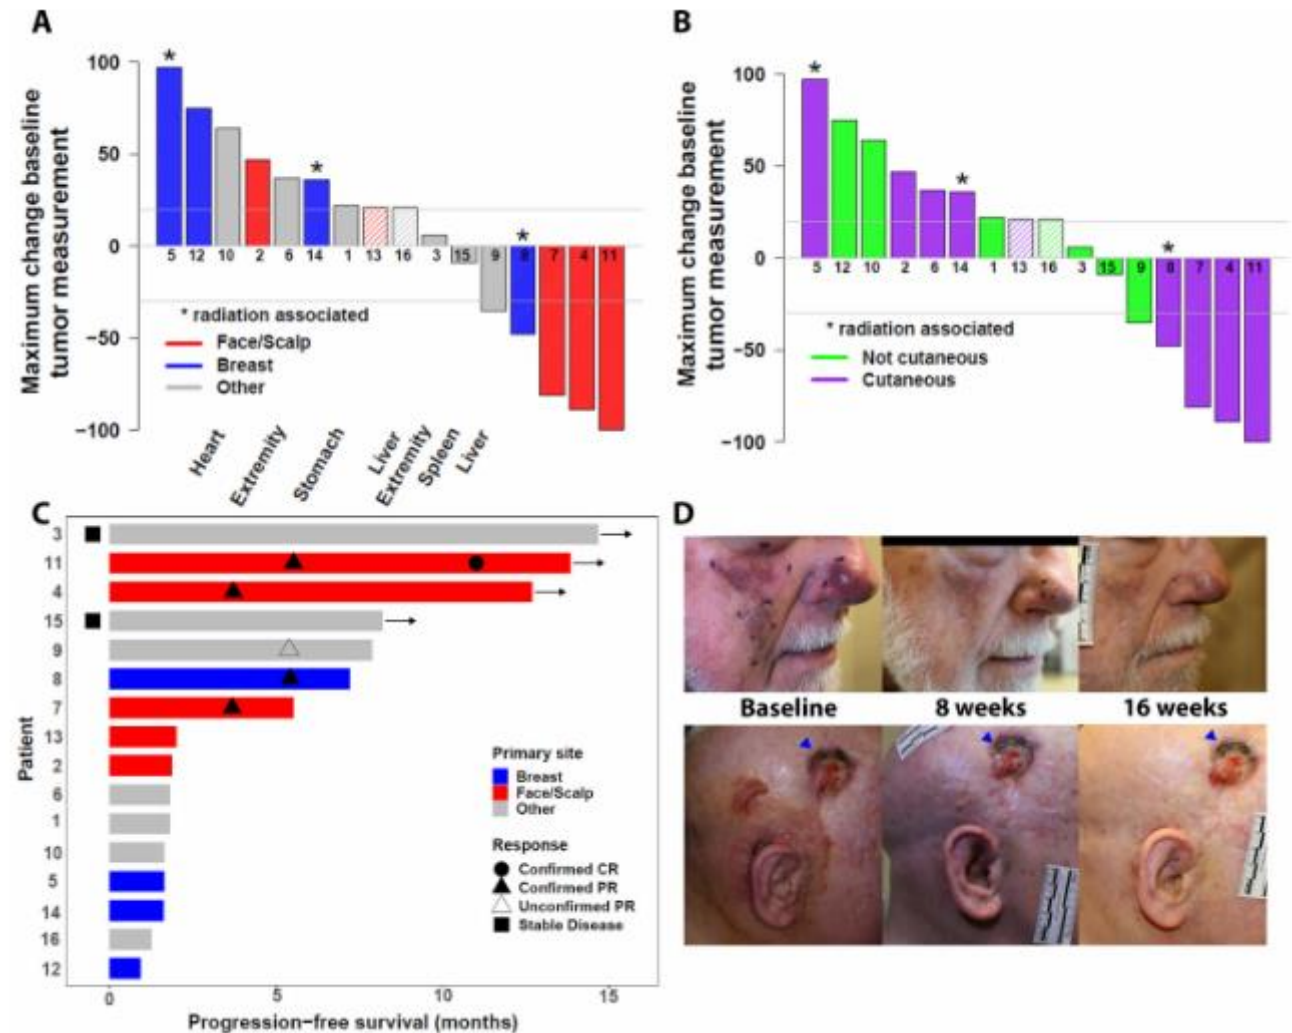 A
Maximum change baseline
tumor measurement
100
50
0
−50
−100
*
*
*
5 12 10 2 6 14 1 13 16 3 15 9 8 7 4 11
* radiation associated
Face/Scalp
Breast
Other
Heart
Extremity
Stomach
Liver
Extremity
Spleen
Liver
B
Maximum change baseline
tumor measurement
100
50
0
−50
−100
*
*
*
5 12 10 2 6 14 1 13 16 3 15 9 8 7 4 11
* radiation associated
Not cutaneous
Cutaneous
C
Patient
3
11
4
15
9
8
7
13
2
6
1
10
5
14
16
12
Primary site
Breast
Face/Scalp
Other
Response
Confirmed CR
Confirmed PR
Unconfirmed PR
Stable Disease
0 5 10 15
Progression−free survival (months)
D
Baseline 8 weeks 16 weeks